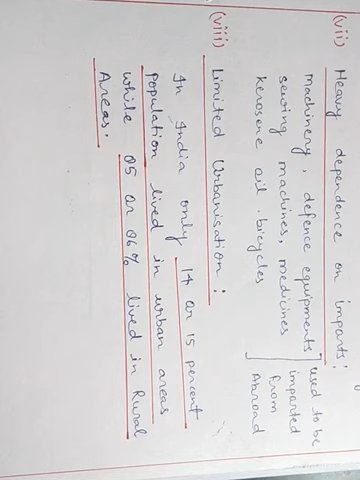 (vii) Heavy dependence on imports:
machinery, defence equipments
sewing machines, medicines
kerosene oil. bicycles
used to be
imported
from
Abroad
(viii) Limited Urbanisation:
In India only 14 or 15 percent
population lived in urban areas
while 85 or 86% lived in Rural
Areas.